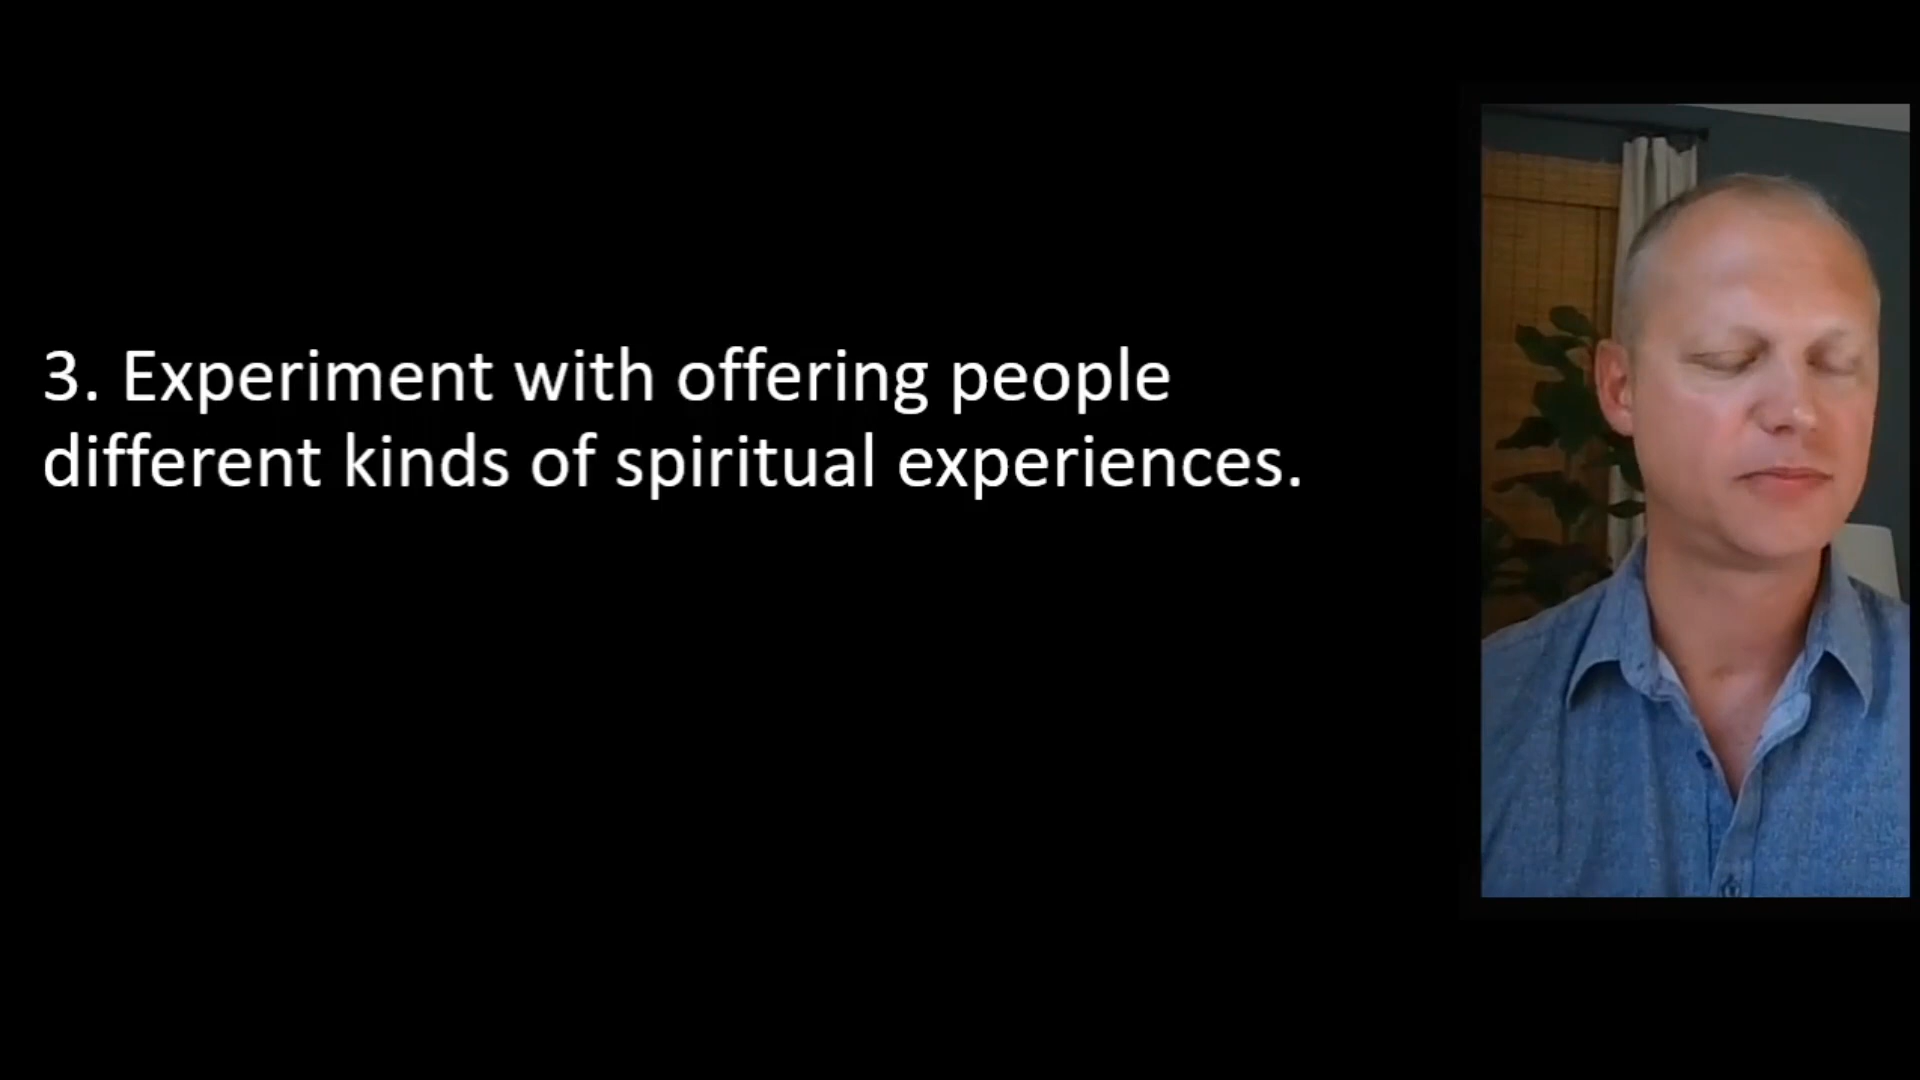 3. Experiment with offering people
different kinds of spiritual experiences.